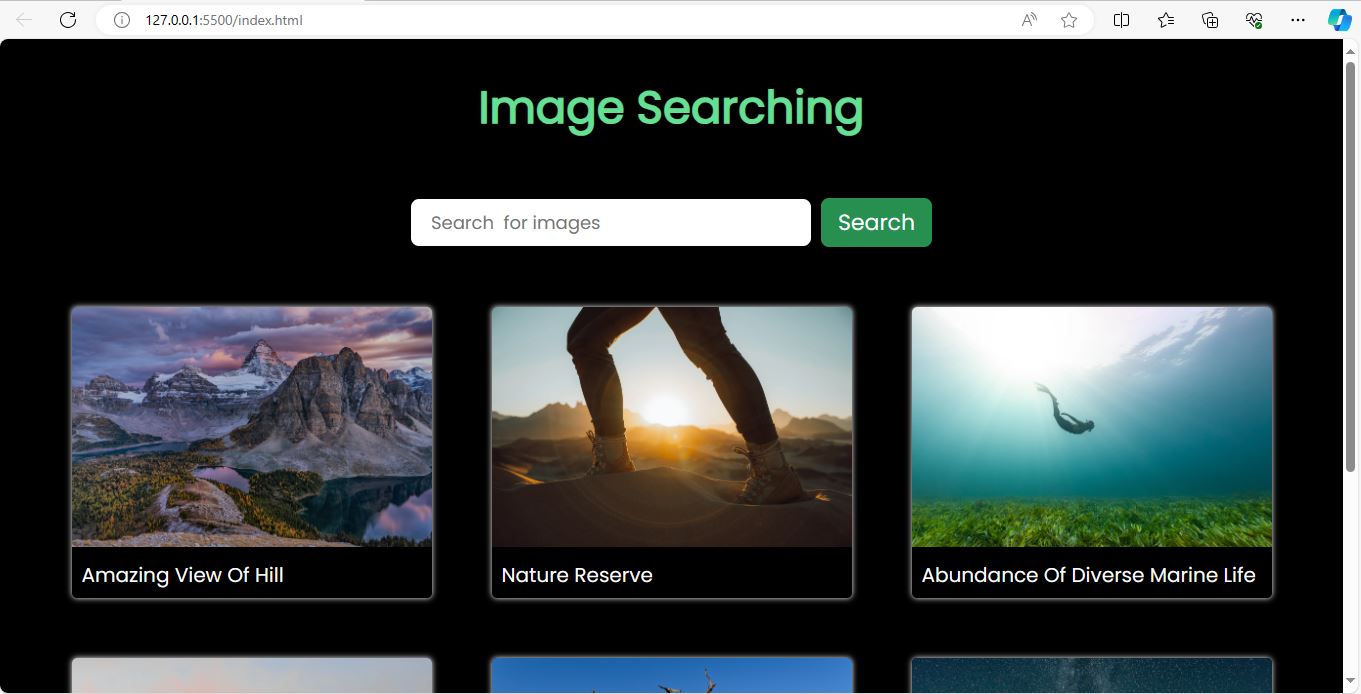 127.0.0.1:5500/index.html
Image Searching
Search  for images
Search
Amazing View Of Hill
Nature Reserve
Abundance Of Diverse Marine Life